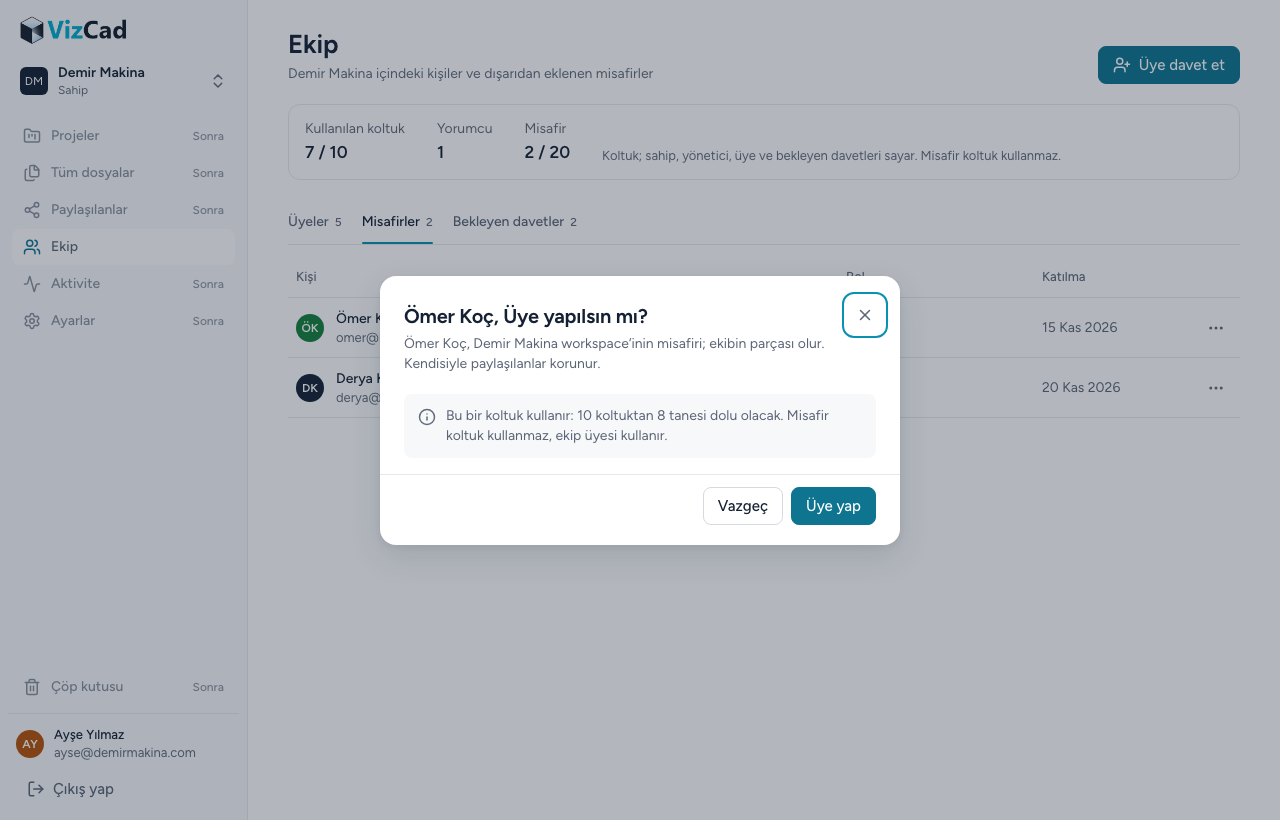 VizCad
DM
Demir Makina
Sahip
Projeler Sonra
Tüm dosyalar Sonra
Paylaşılanlar Sonra
Ekip
Aktivite Sonra
Ayarlar Sonra
Çöp kutusu Sonra
AY
Ayşe Yılmaz
ayse@demirmakina.com
Çıkış yap
Ekip
Demir Makina içindeki kişiler ve dışarıdan eklenen misafirler
Üye davet et
Kullanılan koltuk
7 / 10
Yorumcu
1
Misafir
2 / 20
Koltuk; sahip, yönetici, üye ve bekleyen davetleri sayar. Misafir koltuk kullanmaz.
Üyeler 5 Misafirler 2 Bekleyen davetler 2
Kişi Katılma
ÖK
Ömer
omer@
15 Kas 2026
DK
Derya
derya@
20 Kas 2026
Ömer Koç, Üye yapılsın mı?
Ömer Koç, Demir Makina workspace’inin misafiri; ekibin parçası olur.
Kendisiyle paylaşılanlar korunur.
Bu bir koltuk kullanır: 10 koltuktan 8 tanesi dolu olacak. Misafir
koltuk kullanmaz, ekip üyesi kullanır.
Vazgeç
Üye yap